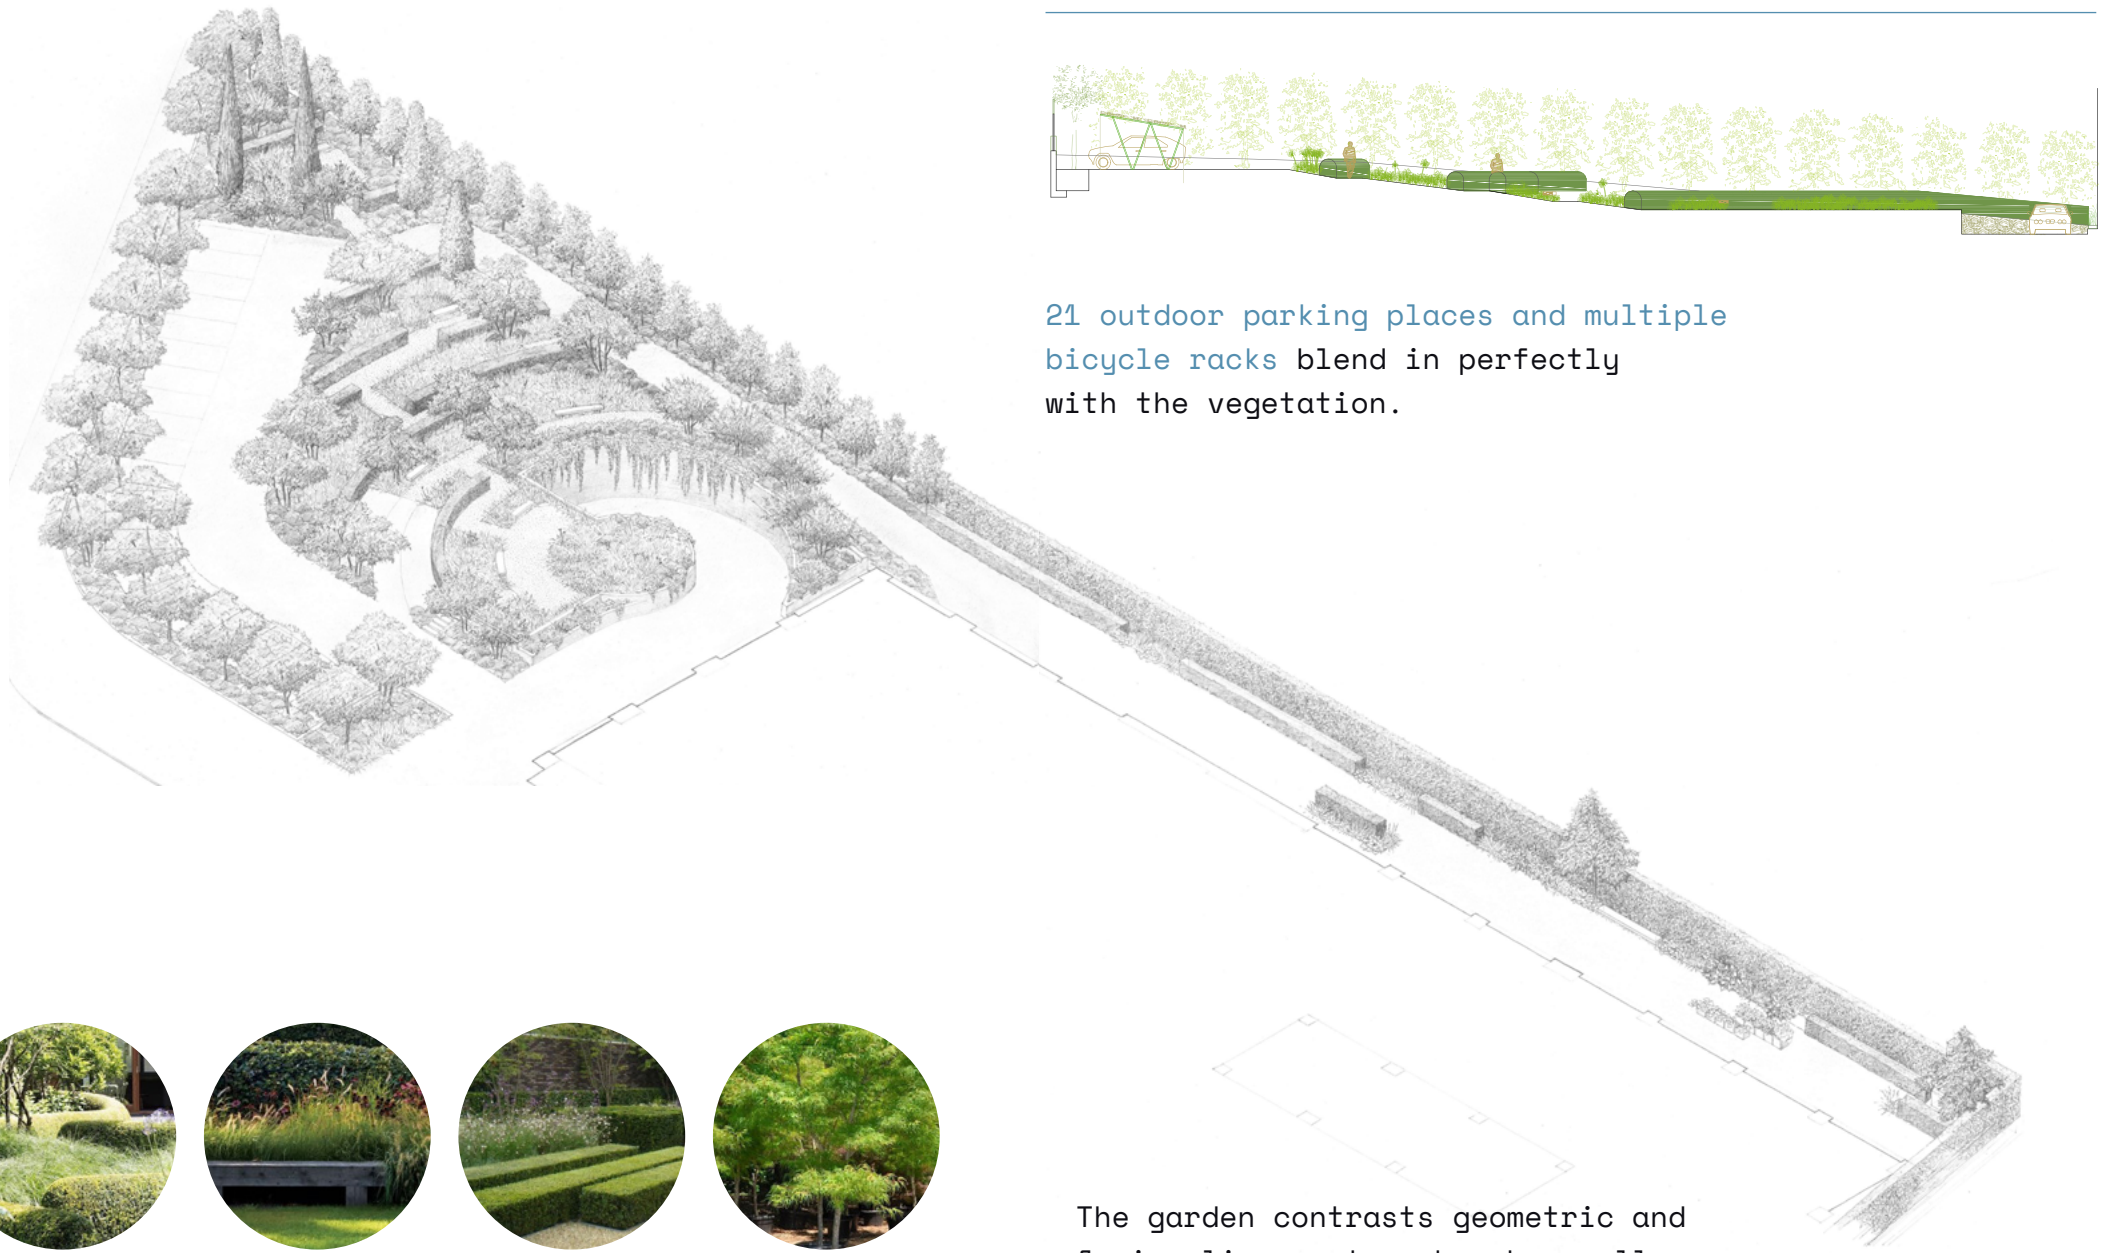 21 outdoor parking places and multiple
bicycle racks blend in perfectly
with the vegetation.
The garden contrasts geometric and